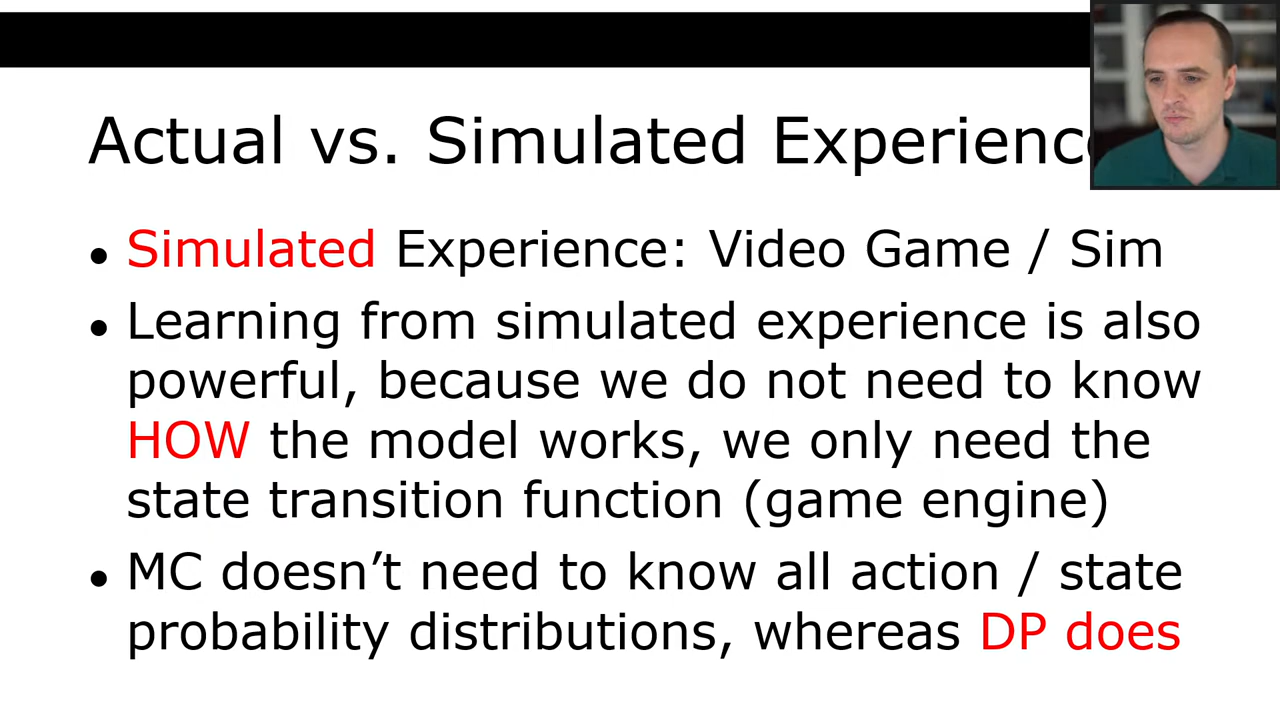 Actual vs. Simulated Experienc
• Simulated Experience: Video Game / Sim
• Learning from simulated experience is also
powerful, because we do not need to know
HOW the model works, we only need the
state transition function (game engine)
• MC doesn’t need to know all action / state
probability distributions, whereas DP does